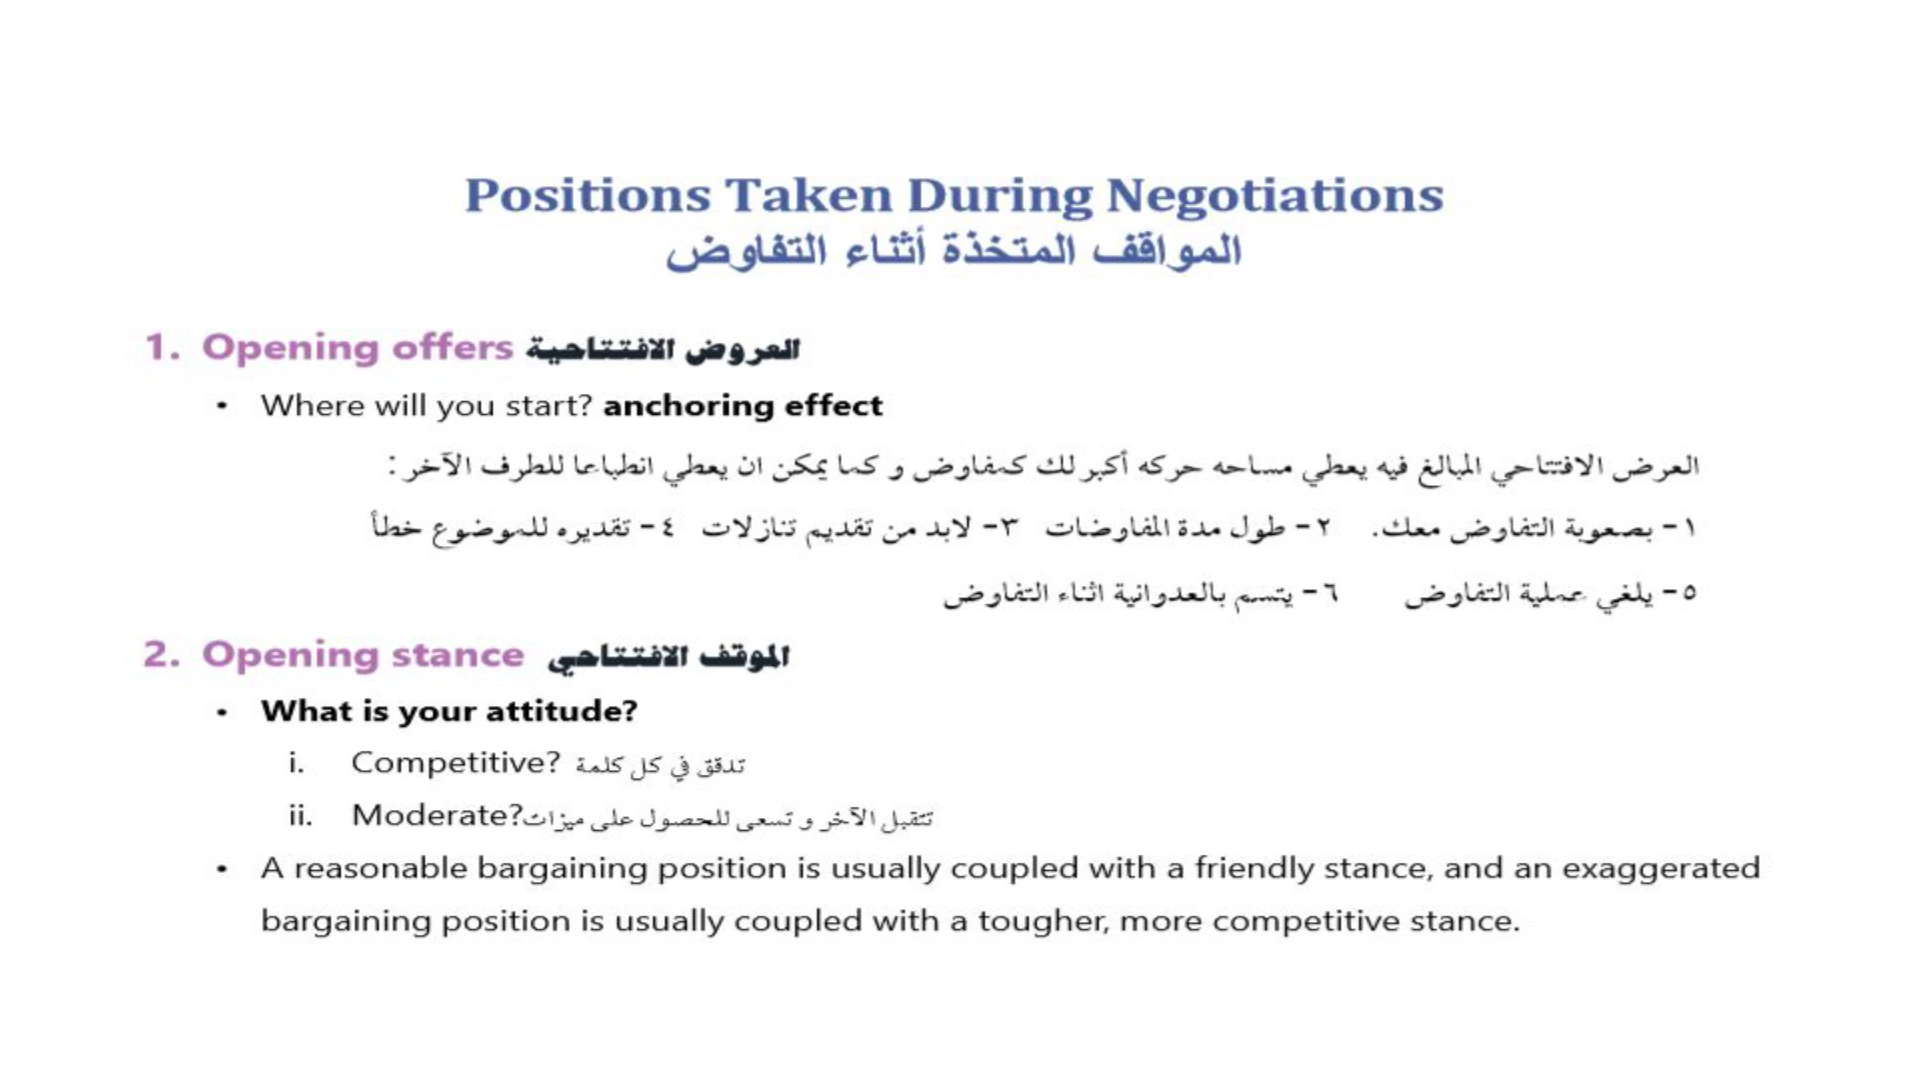 Positions Taken During Negotiations
المواقف المتخذة أثناء التفاوض
1. Opening offers العروض الافتتاحية
• Where will you start? anchoring effect
العرض الافتتاحي المبالغ فيه يعطي مساحه حركه أكبر لك كمفاوض و كما يمكن ان يعطي انطباعا للطرف الآخر :
١- بصعوبة التفاوض معك. ٢- طول مدة المفاوضات ٣- لابد من تقديم تنازلات ٤- تقديره للموضوع خطأ
٥- يلغي عملية التفاوض ٦- يتسم بالعدوانية اثناء التفاوض
2. Opening stance الموقف الافتتاحي
• What is your attitude?
i. Competitive? تدقق في كل كلمة
ii. Moderate? تتقبل الآخر و تسعى للحصول على ميزات
• A reasonable bargaining position is usually coupled with a friendly stance, and an exaggerated
bargaining position is usually coupled with a tougher, more competitive stance.